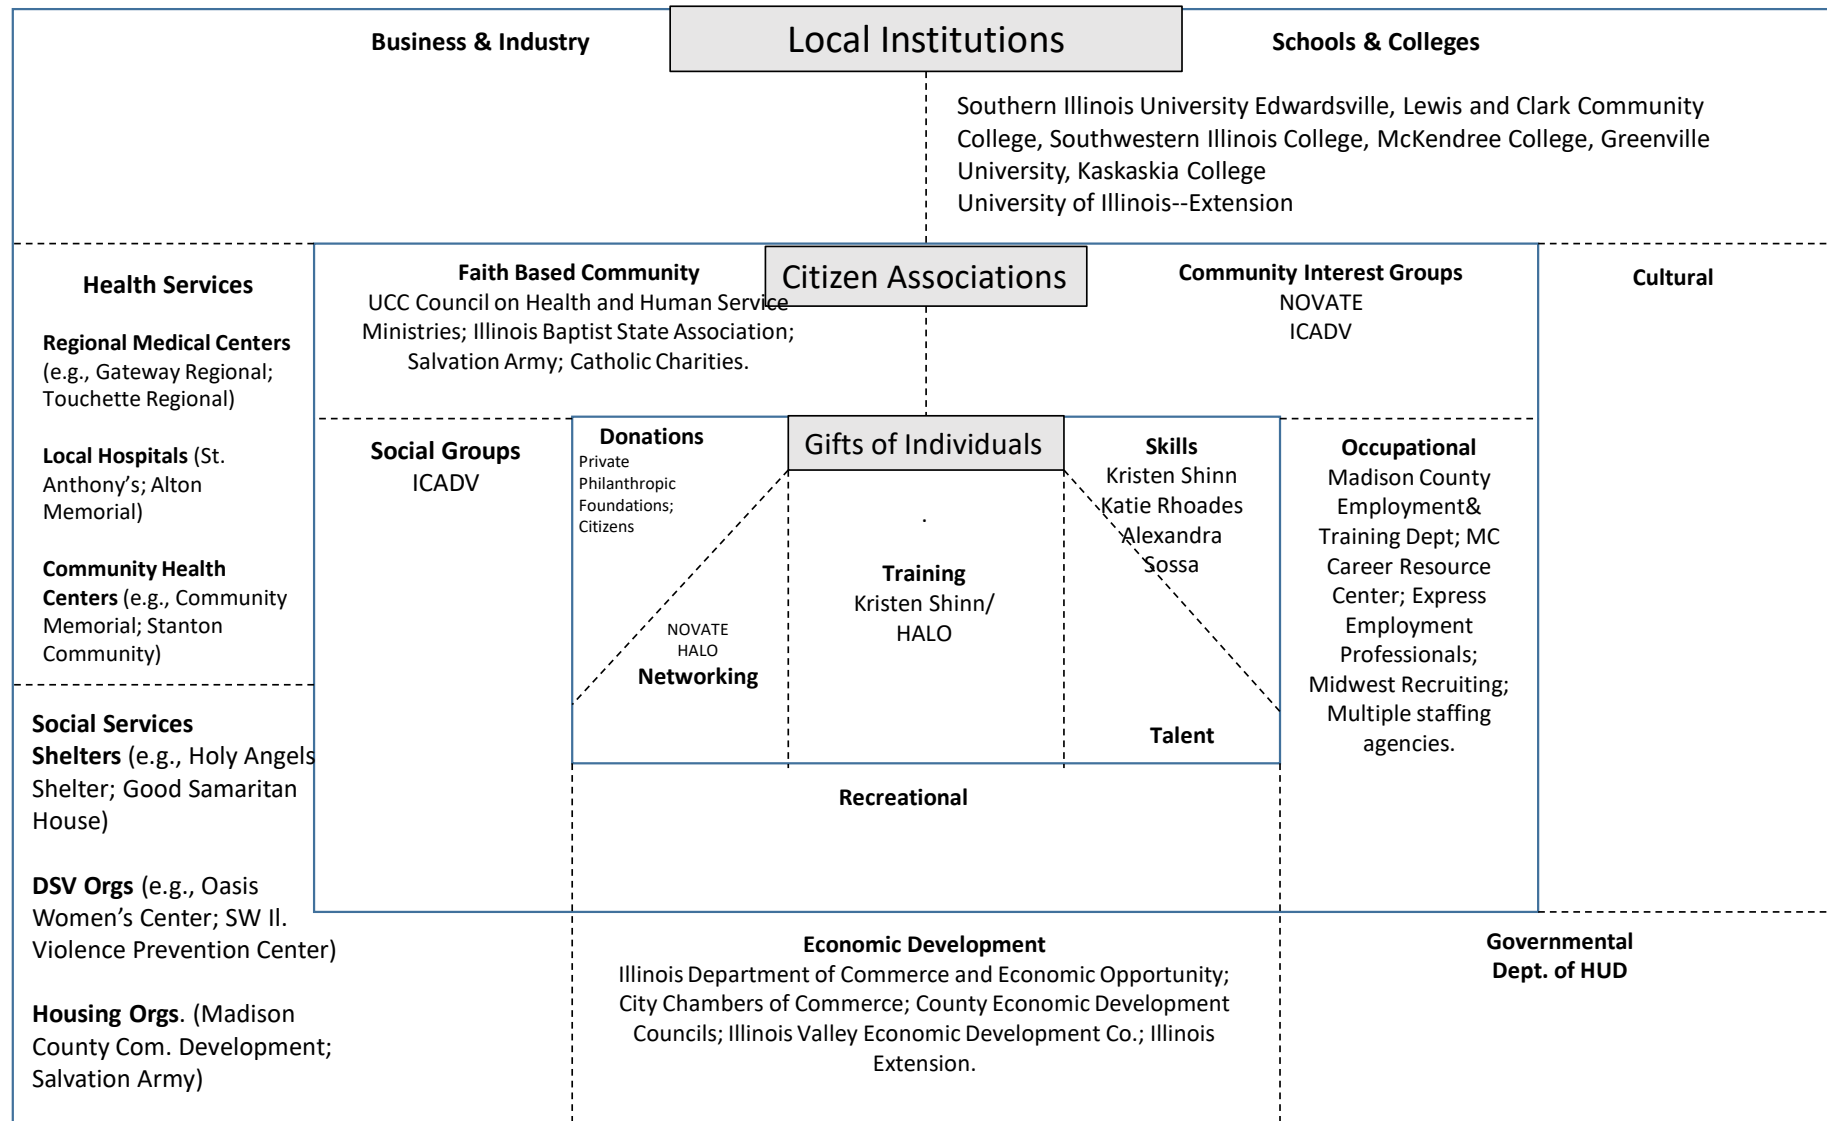 Business & Industry
Local Institutions
Schools & Colleges
Southern Illinois University Edwardsville, Lewis and Clark Community
College, Southwestern Illinois College, McKendree College, Greenville
University, Kaskaskia College
University of Illinois--Extension
Health Services
Regional Medical Centers
(e.g., Gateway Regional;
Touchette Regional)
Local Hospitals (St.
Anthony’s; Alton
Memorial)
Community Health
Centers (e.g., Community
Memorial; Stanton
Community)
Faith Based Community
UCC Council on Health and Human Service
Ministries; Illinois Baptist State Association;
Salvation Army; Catholic Charities.
Citizen Associations
Community Interest Groups
NOVATE
ICADV
Cultural
Social Groups
ICADV
Donations
Private
Philanthropic
Foundations;
Citizens
Gifts of Individuals
.
Training
Kristen Shinn/
HALO
Skills
Kristen Shinn
Katie Rhoades
Alexandra
Sossa
NOVATE
HALO
Networking
Talent
Occupational
Madison County
Employment&
Training Dept; MC
Career Resource
Center; Express
Employment
Professionals;
Midwest Recruiting;
Multiple staffing
agencies.
Recreational
Social Services
Shelters (e.g., Holy Angels
Shelter; Good Samaritan
House)
DSV Orgs (e.g., Oasis
Women’s Center; SW Il.
Violence Prevention Center)
Housing Orgs. (Madison
County Com. Development;
Salvation Army)
Economic Development
Illinois Department of Commerce and Economic Opportunity;
City Chambers of Commerce; County Economic Development
Councils; Illinois Valley Economic Development Co.; Illinois
Extension.
Governmental
Dept. of HUD